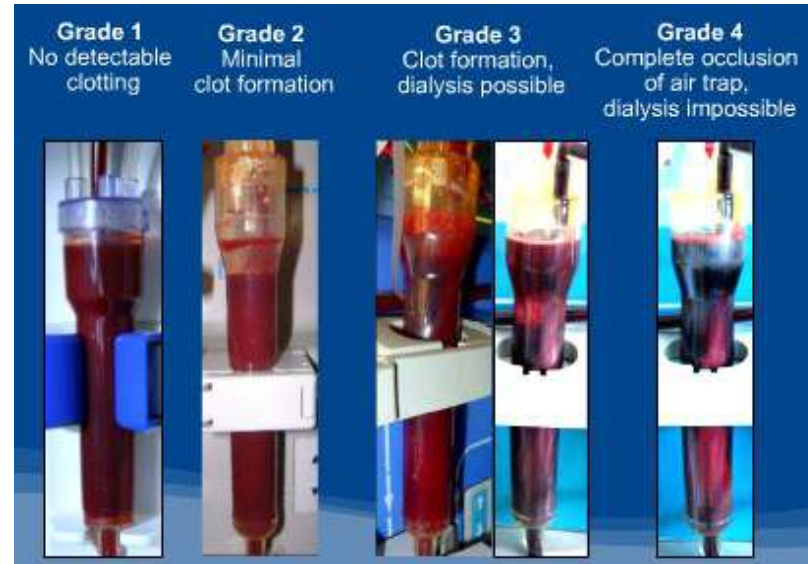 Grade 1
No detectable
clotting
Grade 2
Minimal
clot formation
Grade 3
Clot formation,
dialysis possible
Grade 4
Complete occlusion
of air trap,
dialysis impossible